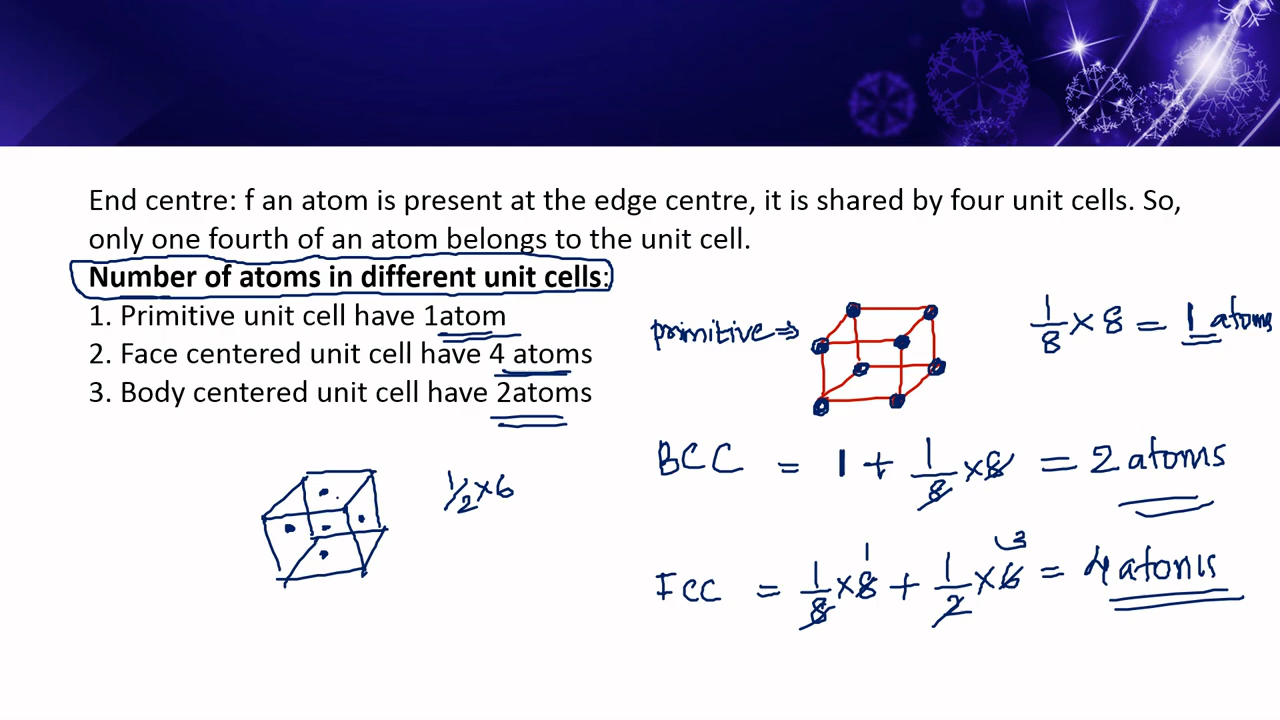 End centre: f an atom is present at the edge centre, it is shared by four unit cells. So,
only one fourth of an atom belongs to the unit cell.
Number of atoms in different unit cells:
1. Primitive unit cell have 1atom
2. Face centered unit cell have 4 atoms
3. Body centered unit cell have 2atoms
primitive ⇒
1/8 × 8 = 1 atoms
BCC = 1 + 1/8 × 8 = 2 atoms
1/2 × 6
1 3
FCC = 1/8 × 8 + 1/2 × 6 = 4 atoms